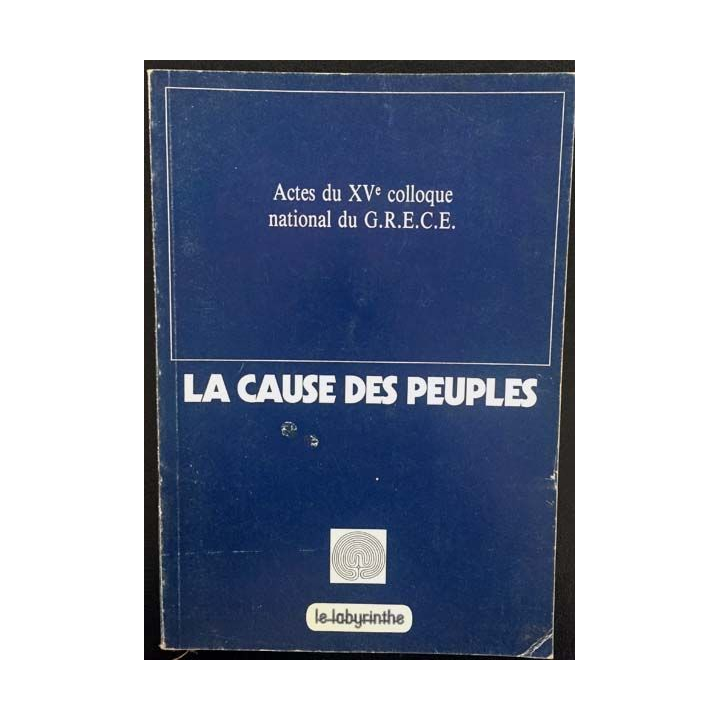 Actes du XVe colloque
national du G.R.E.C.E.
LA CAUSE DES PEUPLES
le labyrinthe